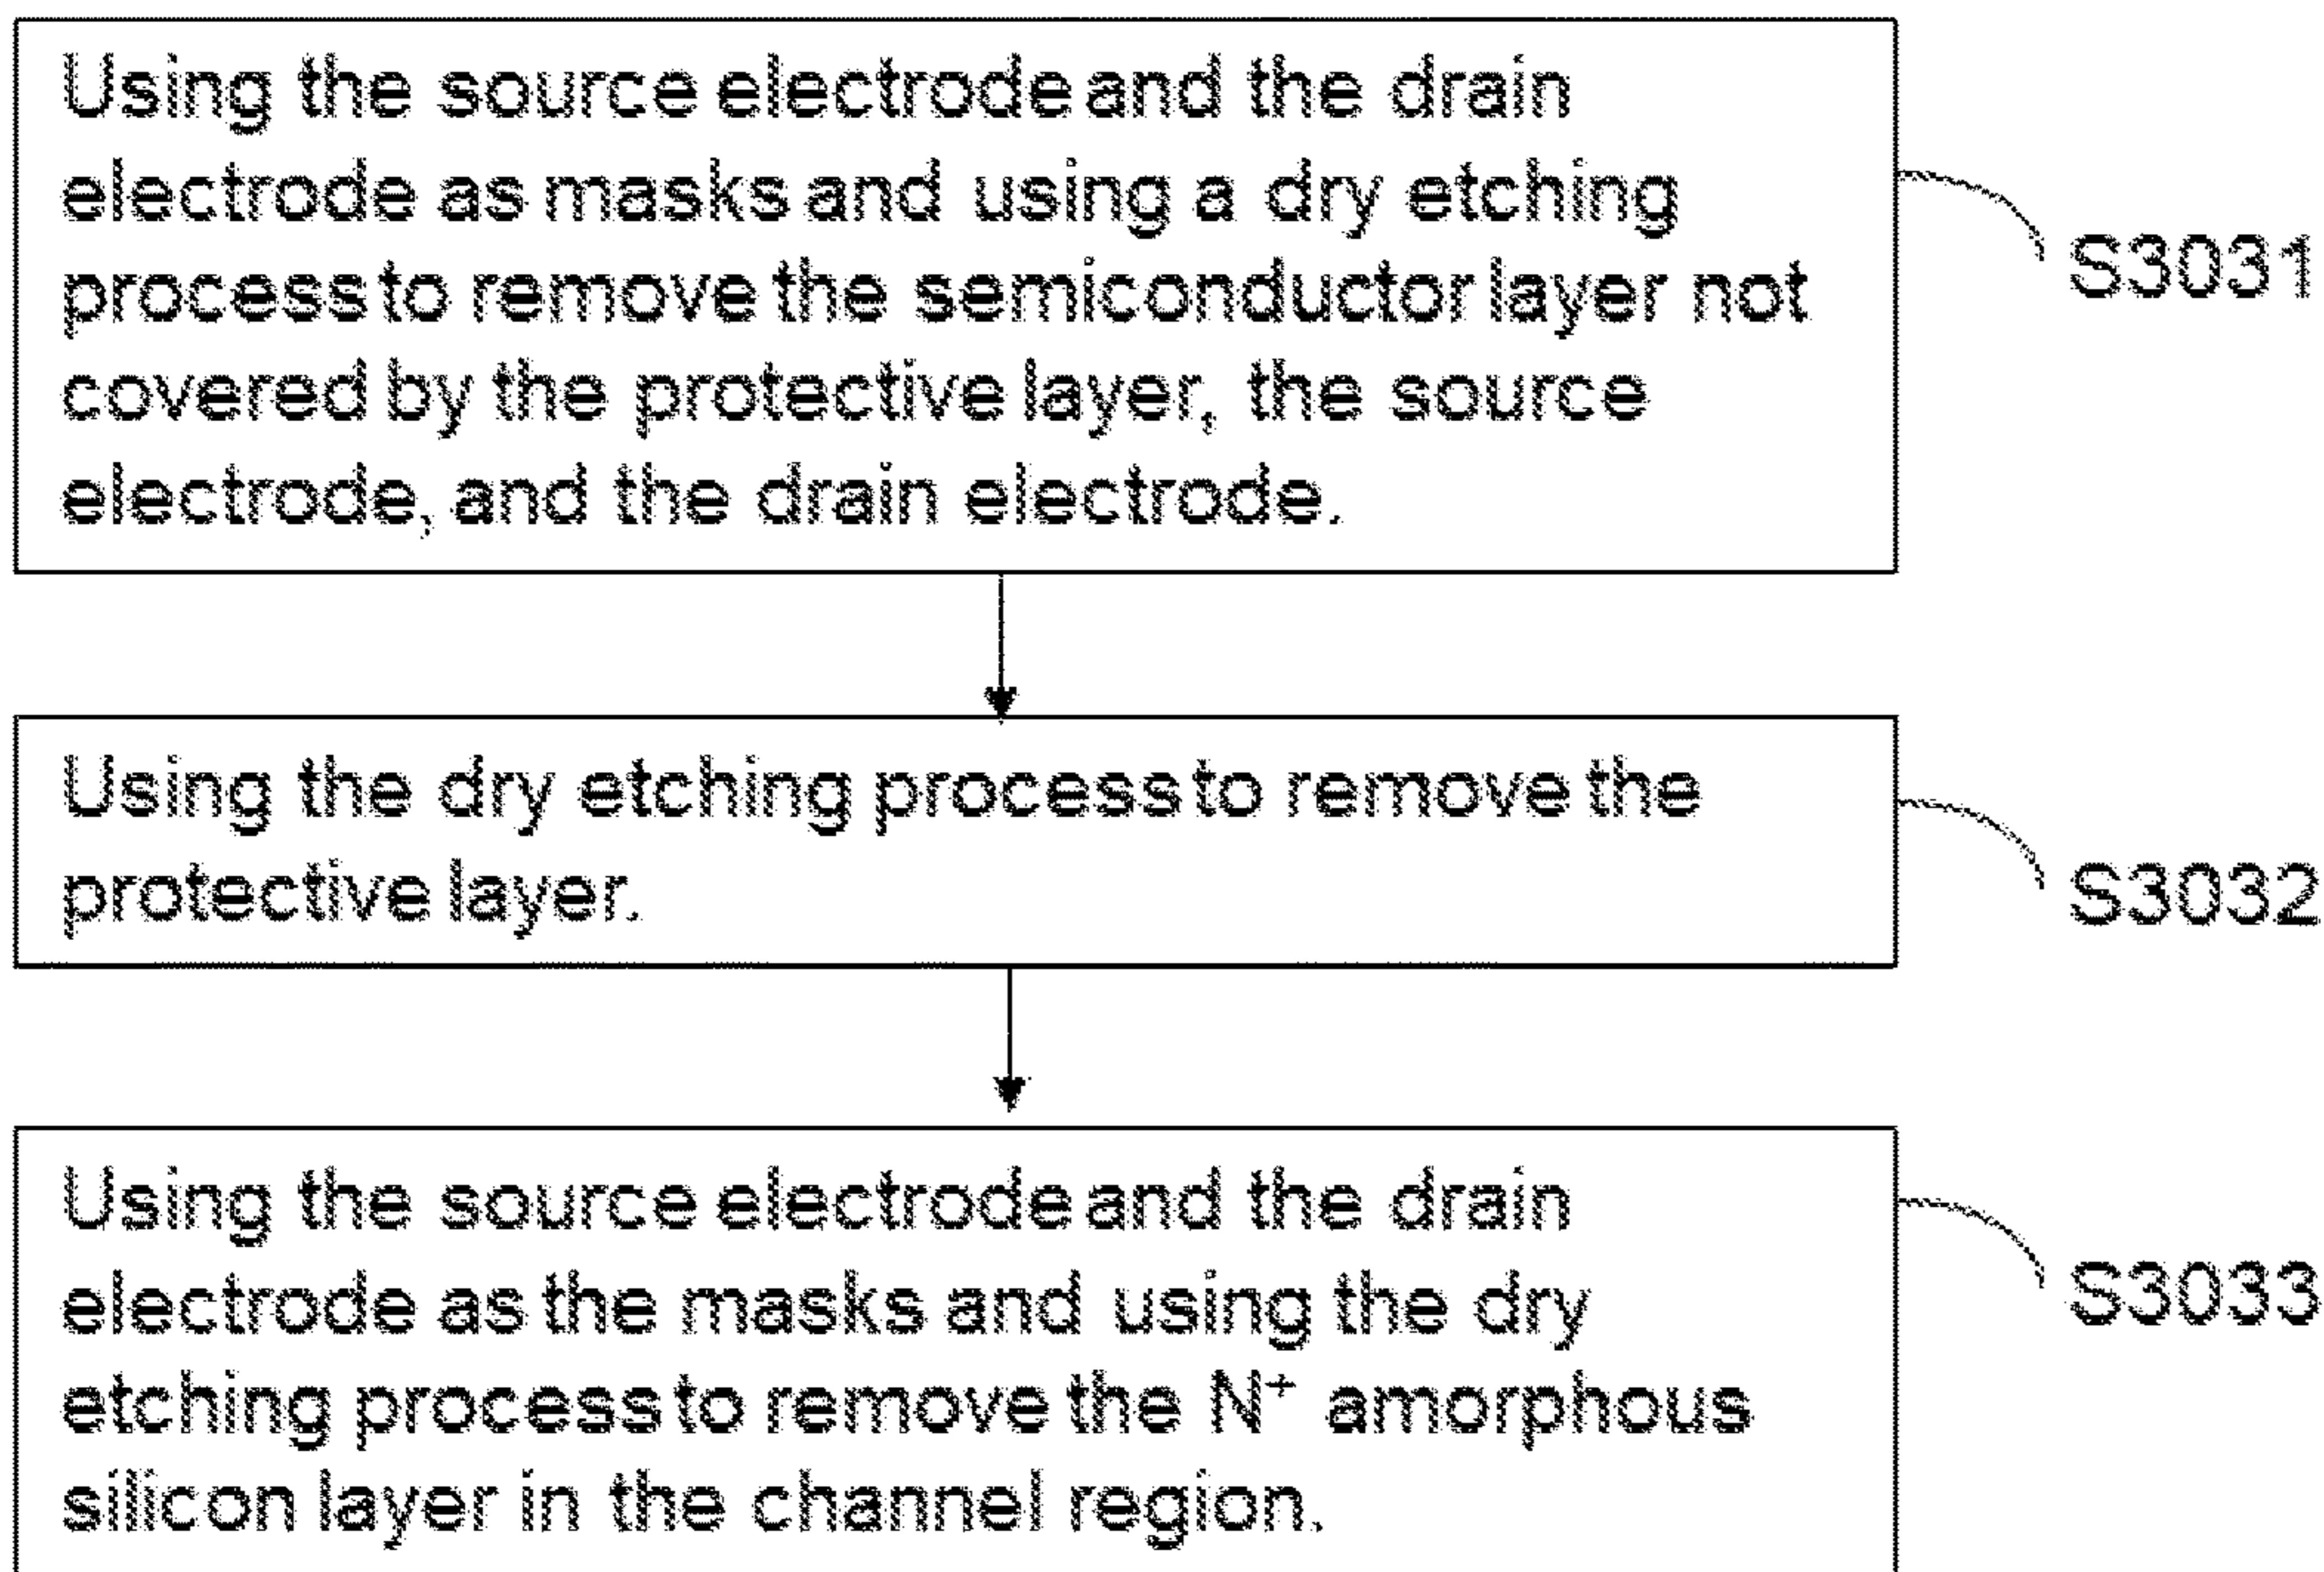 Using the source electrode and the drain
electrode as masks and using a dry etching
process to remove the semiconductor layer not
covered by the protective layer, the source
electrode, and the drain electrode.
S3031
Using the dry etching process to remove the
protective layer.
S3032
Using the source electrode and the drain
electrode as the masks and using the dry
etching process to remove the N⁺ amorphous
silicon layer in the channel region.
S3033